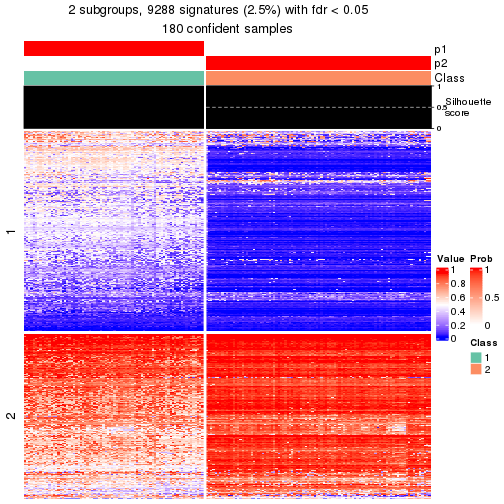 2 subgroups, 9288 signatures (2.5%) with fdr < 0.05
180 confident samples
p1
p2
Class
1
0.5
0
Silhouette
score
1
2
Value
1
0.8
0.6
0.4
0.2
0
Prob
1
0.5
0
Class
1
2